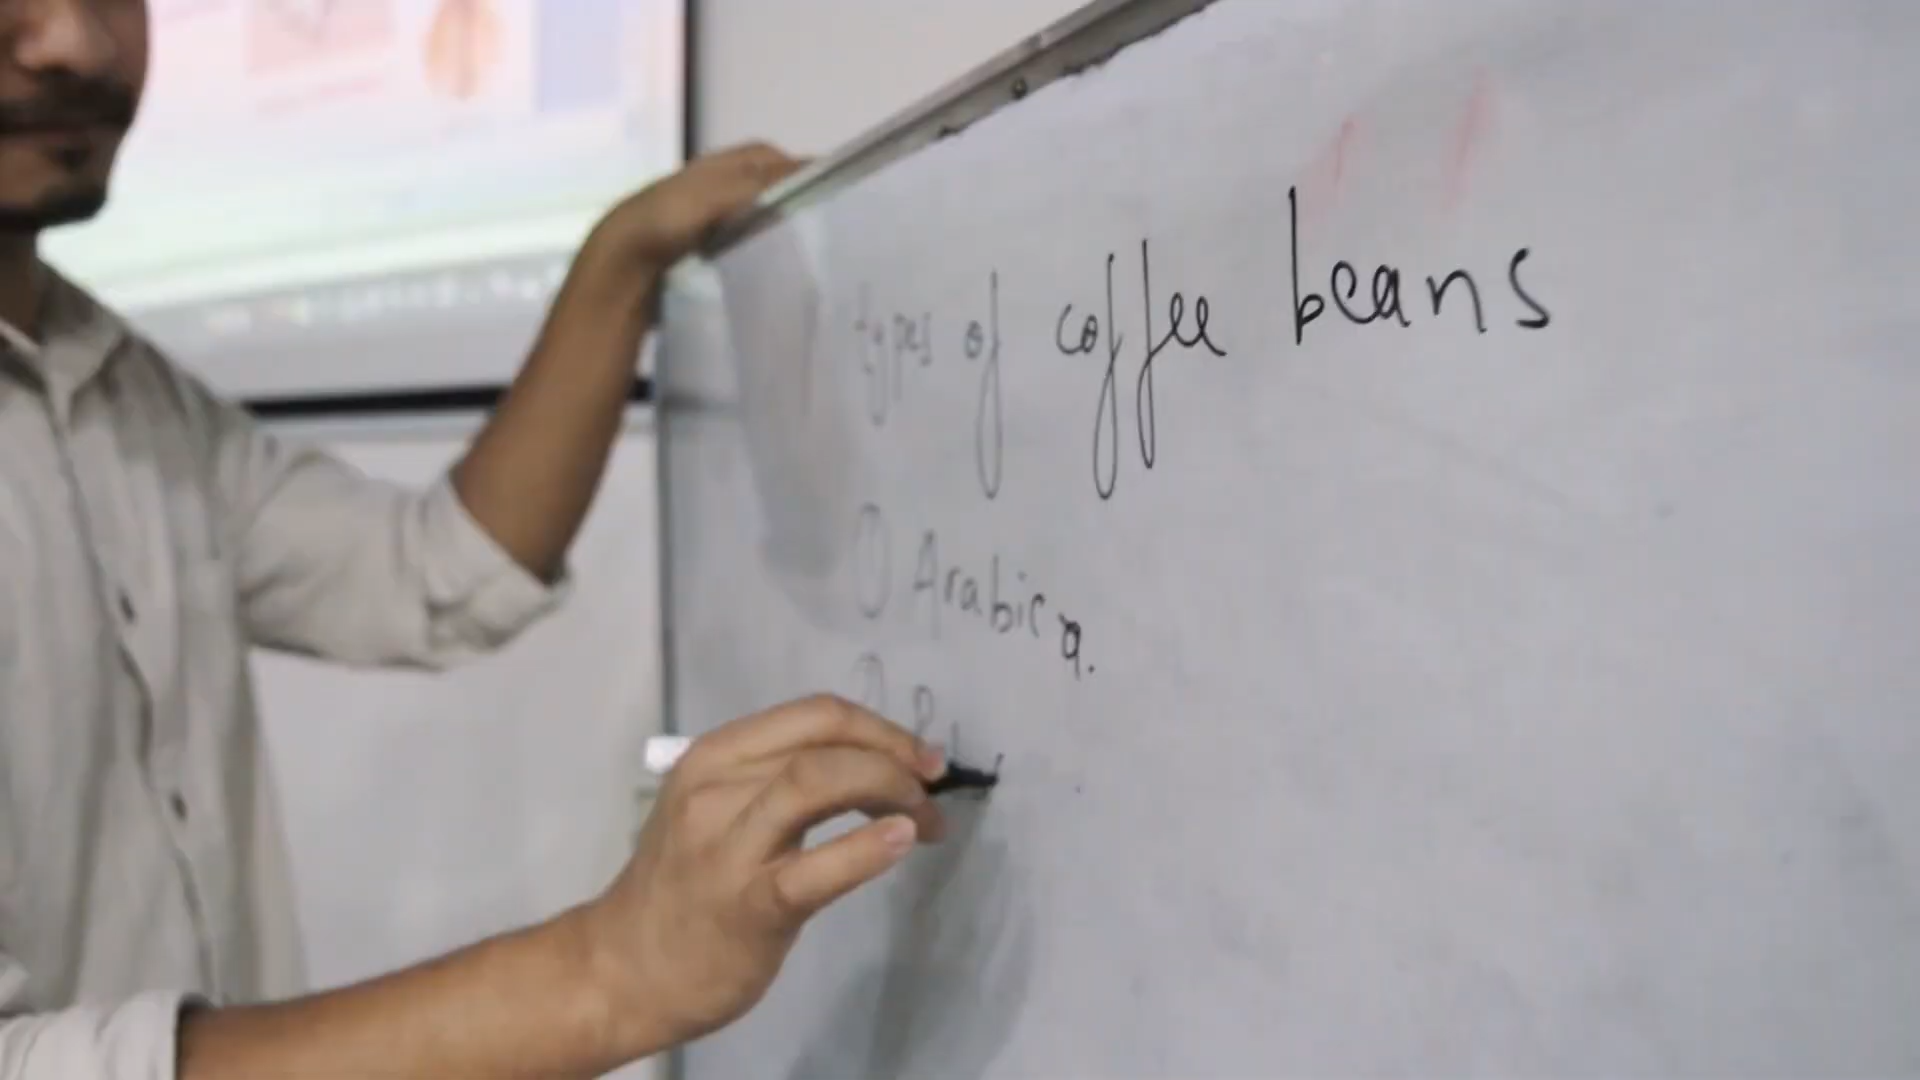 types of coffee beans
① Arabica.